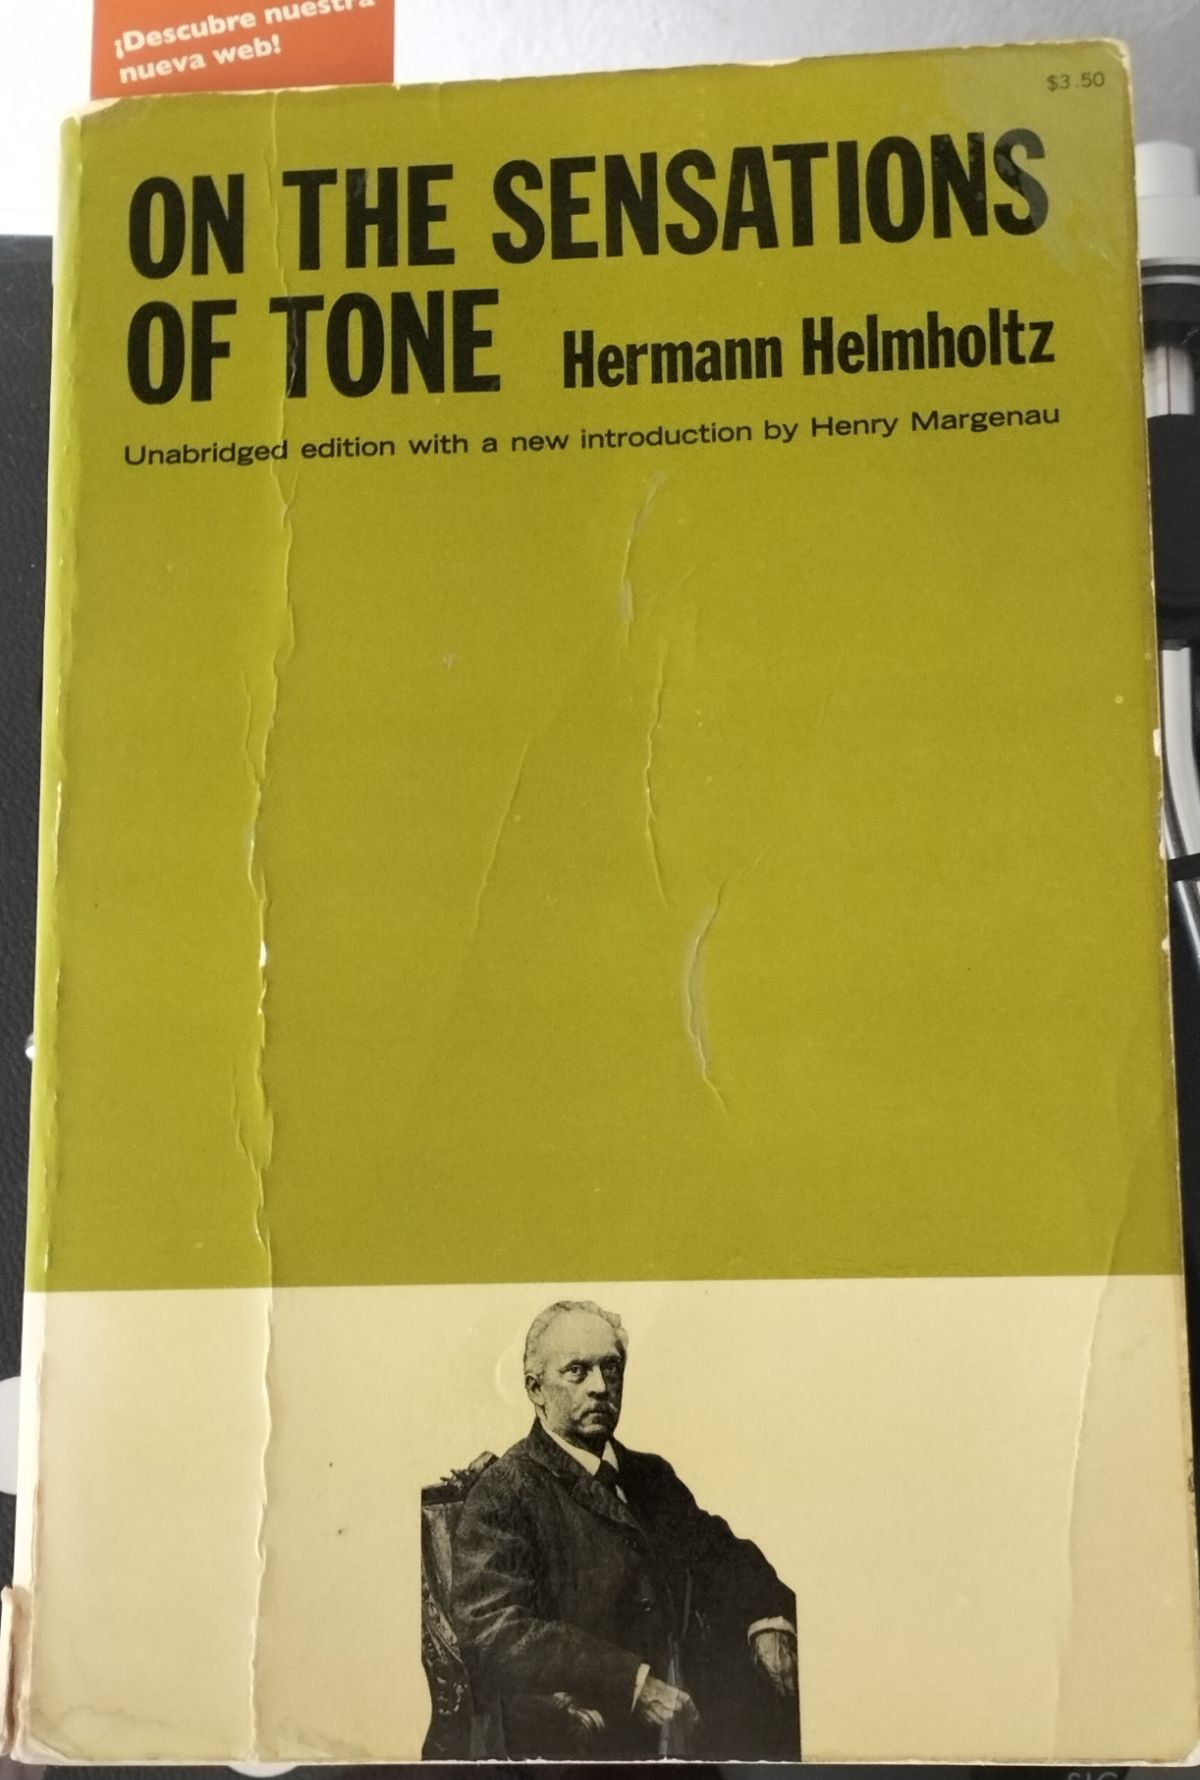 ¡Descubre nuestra
nueva web!
$3.50
ON THE SENSATIONS
OF TONE Hermann Helmholtz
Unabridged edition with a new introduction by Henry Margenau